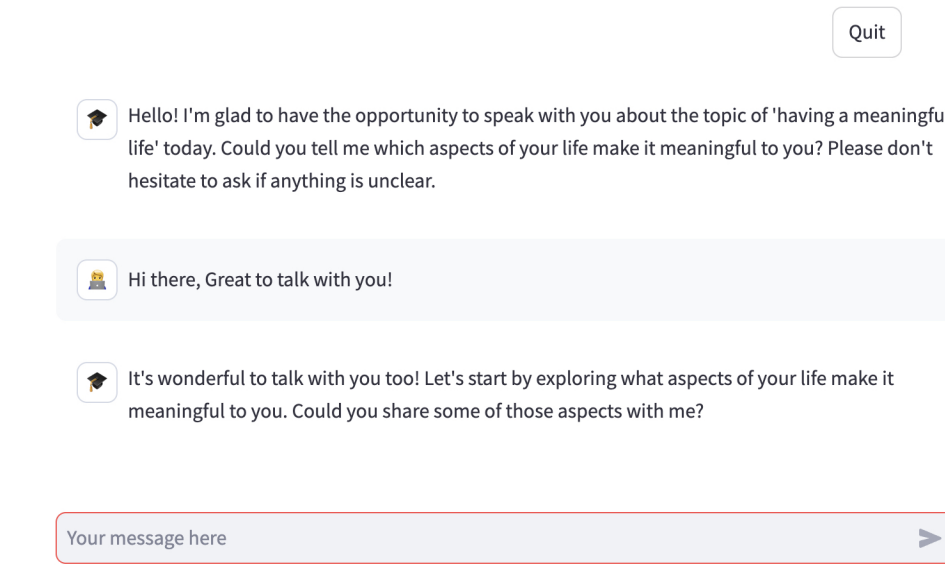 Quit
Hello! I'm glad to have the opportunity to speak with you about the topic of 'having a meaningfu
life' today. Could you tell me which aspects of your life make it meaningful to you? Please don't
hesitate to ask if anything is unclear.
Hi there, Great to talk with you!
It's wonderful to talk with you too! Let's start by exploring what aspects of your life make it
meaningful to you. Could you share some of those aspects with me?
Your message here